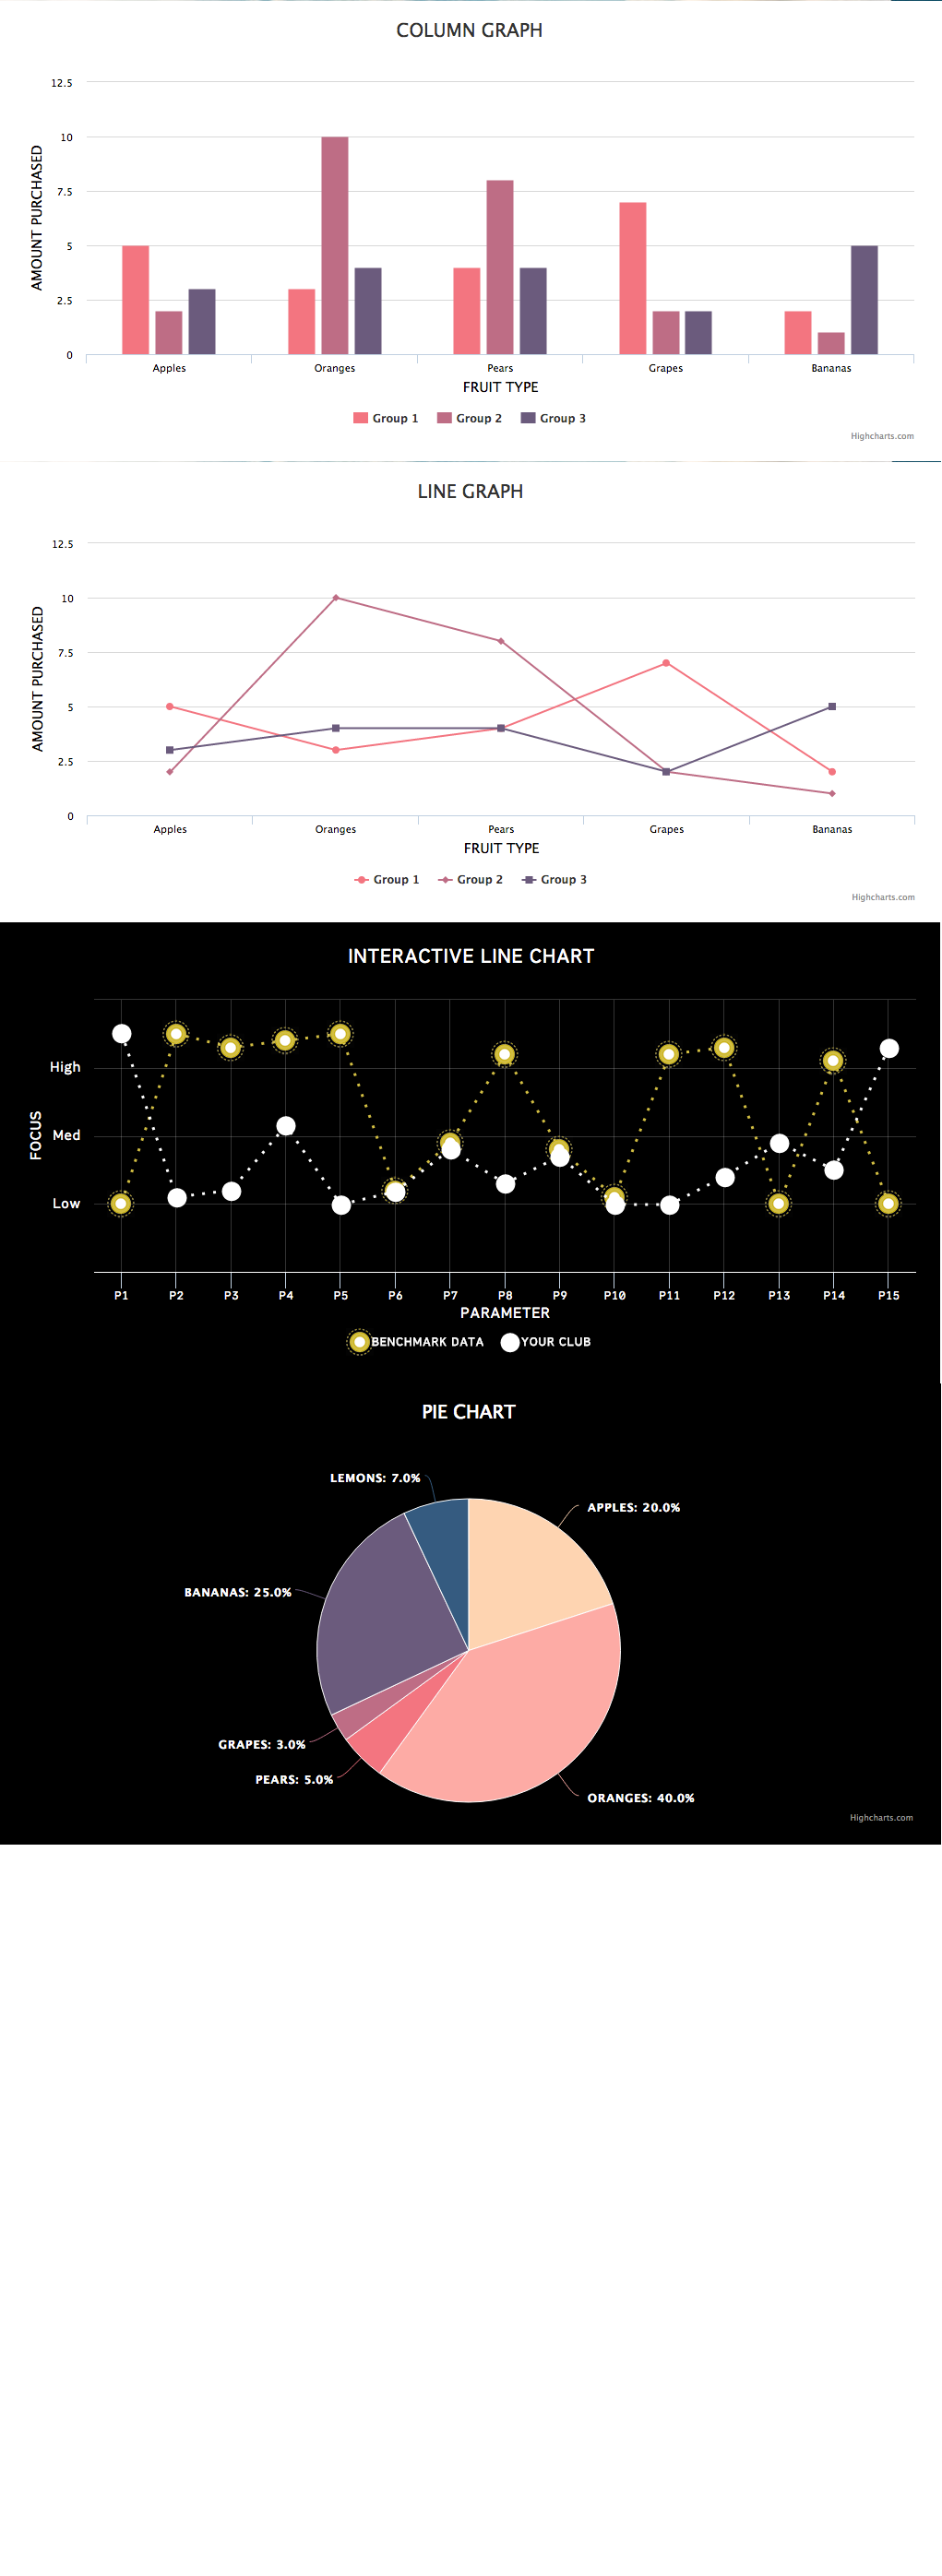 COLUMN GRAPH
12.5
10
7.5
5
2.5
0
AMOUNT PURCHASED
Apples Oranges Pears Grapes Bananas
FRUIT TYPE
Group 1 Group 2 Group 3
Highcharts.com
LINE GRAPH
12.5
10
7.5
5
2.5
0
AMOUNT PURCHASED
Apples Oranges Pears Grapes Bananas
FRUIT TYPE
Group 1 Group 2 Group 3
Highcharts.com
INTERACTIVE LINE CHART
High
Med
Low
FOCUS
P1 P2 P3 P4 P5 P6 P7 P8 P9 P10 P11 P12 P13 P14 P15
PARAMETER
BENCHMARK DATA YOUR CLUB
PIE CHART
LEMONS: 7.0%
APPLES: 20.0%
BANANAS: 25.0%
GRAPES: 3.0%
PEARS: 5.0%
ORANGES: 40.0%
Highcharts.com